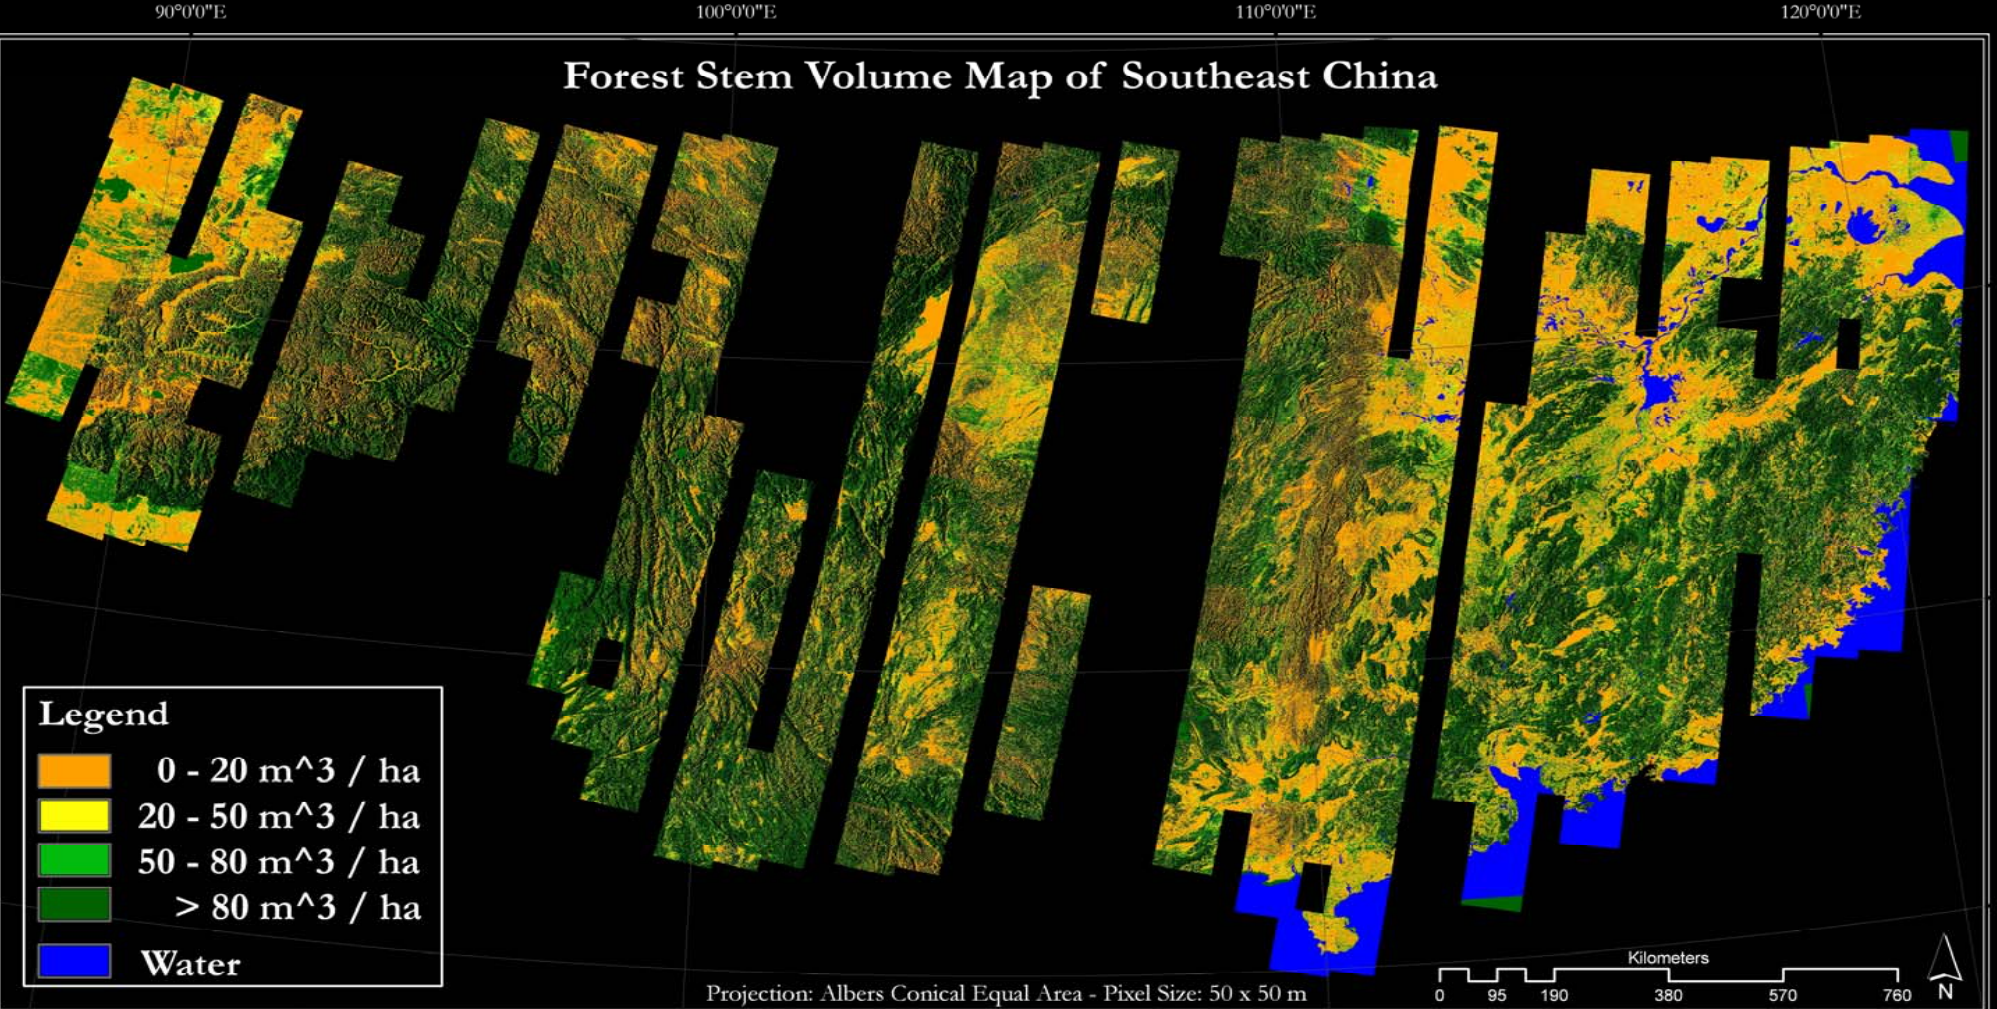 90°0'0"E 100°0'0"E 110°0'0"E 120°0'0"E
Forest Stem Volume Map of Southeast China
Legend
0 - 20 m^3 / ha
20 - 50 m^3 / ha
50 - 80 m^3 / ha
> 80 m^3 / ha
Water
Projection: Albers Conical Equal Area - Pixel Size: 50 x 50 m
Kilometers
0 95 190 380 570 760
N